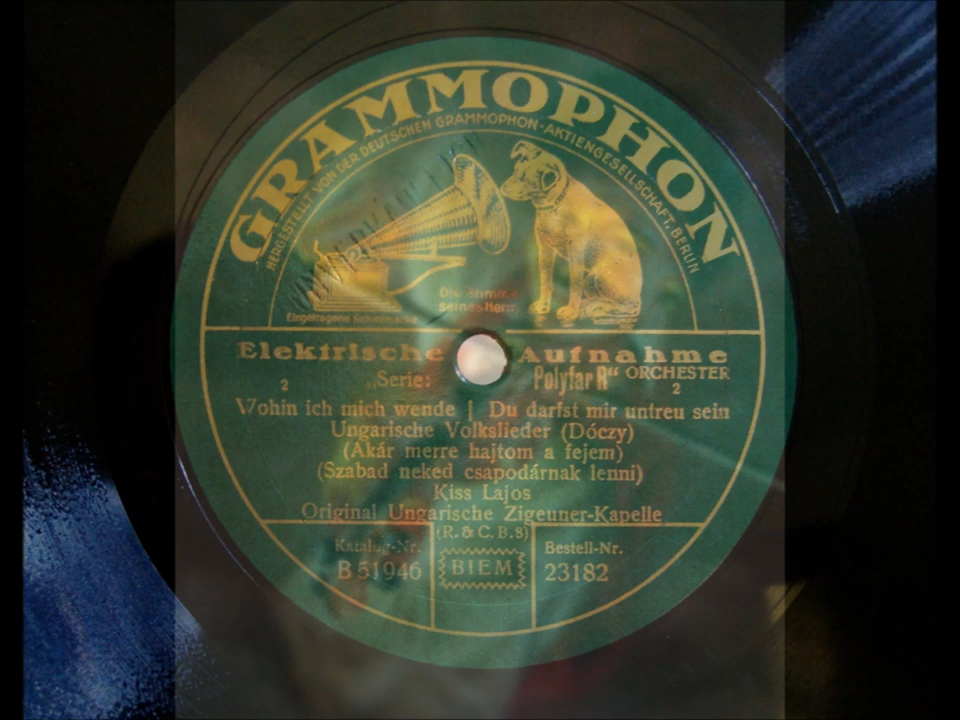 GRAMMOPHON
HERGESTELLT VON DER DEUTSCHEN GRAMMOPHON-AKTIENGESELLSCHAFT, BERLIN
Die Stimme
seines Herrn
Eingetragene Schutzmarke
Elektrische Aufnahme
„Serie: Polyfar R“ ORCHESTER
2 2
Wohin ich mich wende | Du darfst mir untreu sein
Ungarische Volkslieder (Dóczy)
(Akár merre hajtom a fejem)
(Szabad neked csapodárnak lenni)
Kiss Lajos
Original Ungarische Zigeuner-Kapelle
(R. & C. B. 8)
Katalog-Nr. BIEM Bestell-Nr.
B 51946 23182